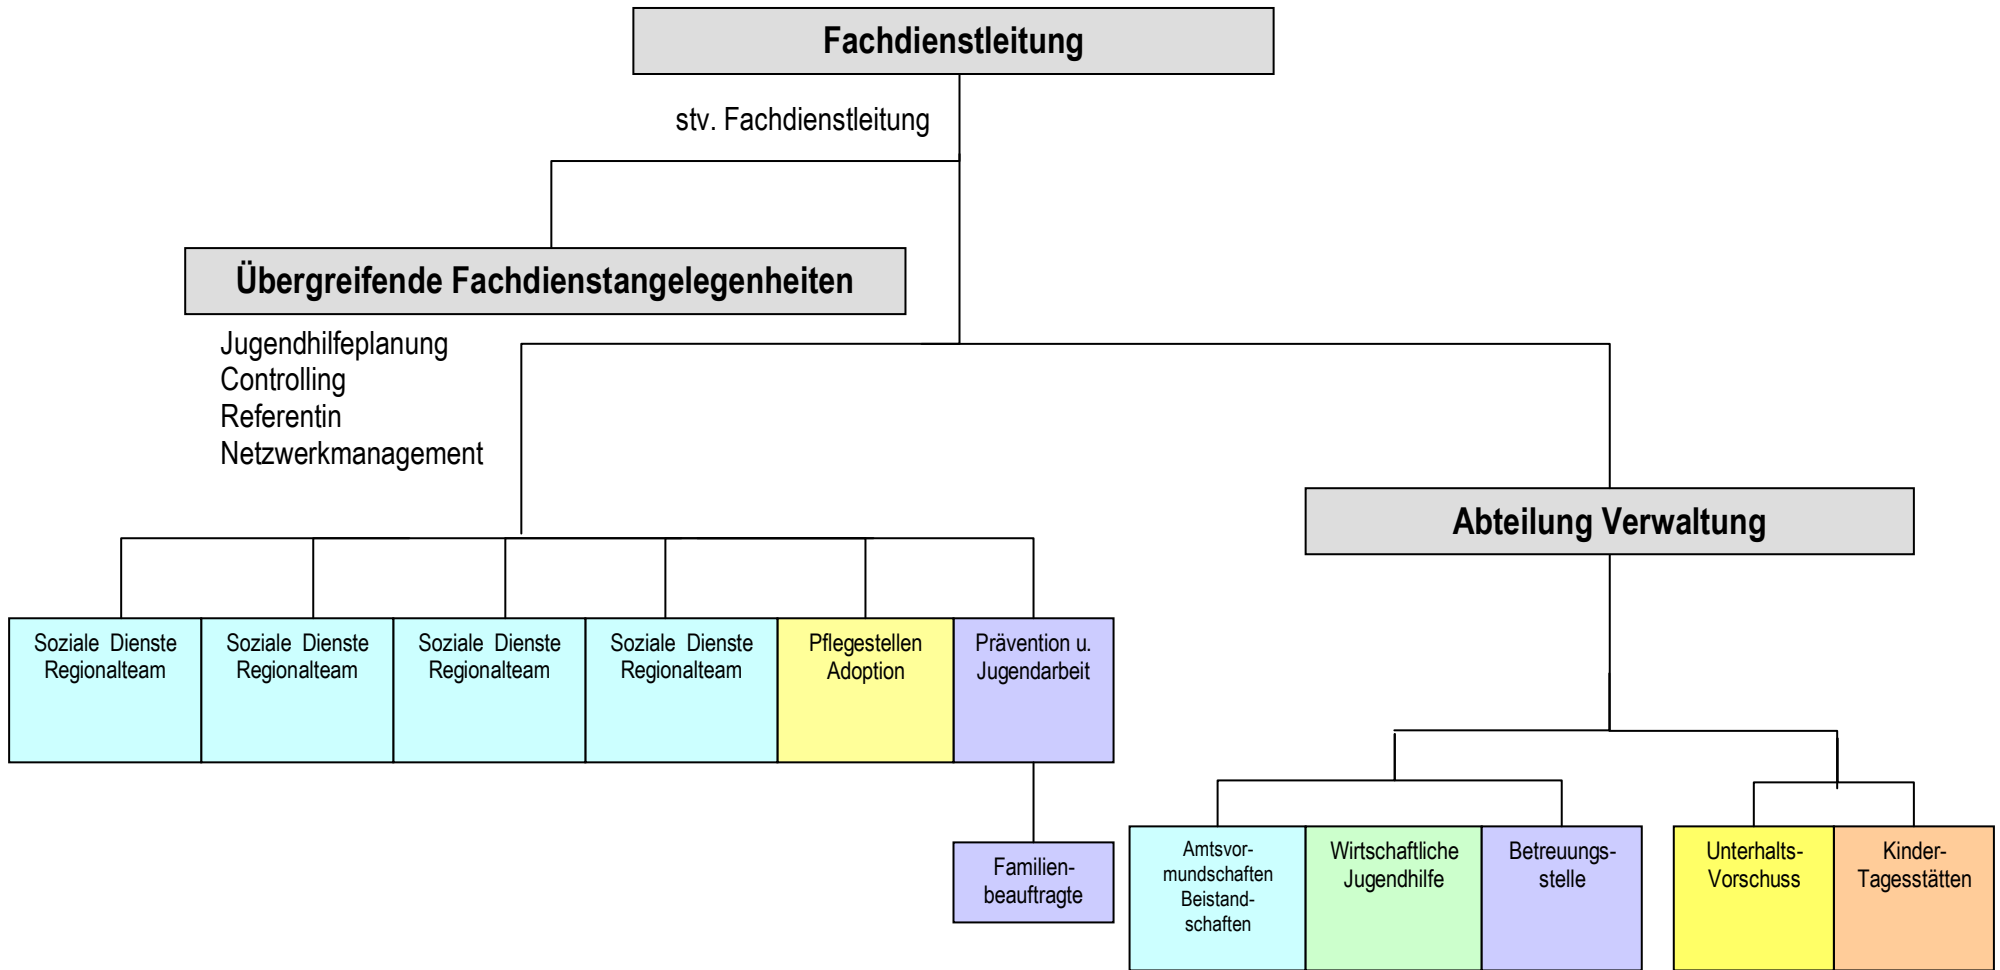 Fachdienstleitung
stv. Fachdienstleitung
Übergreifende Fachdienstangelegenheiten
Jugendhilfeplanung
Controlling
Referentin
Netzwerkmanagement
Abteilung Verwaltung
Soziale Dienste
Regionalteam
Soziale Dienste
Regionalteam
Soziale Dienste
Regionalteam
Soziale Dienste
Regionalteam
Pflegestellen
Adoption
Prävention u.
Jugendarbeit
Familien-
beauftragte
Amtsvor-
mundschaften
Beistand-
schaften
Wirtschaftliche
Jugendhilfe
Betreuungs-
stelle
Unterhalts-
Vorschuss
Kinder-
Tagesstätten